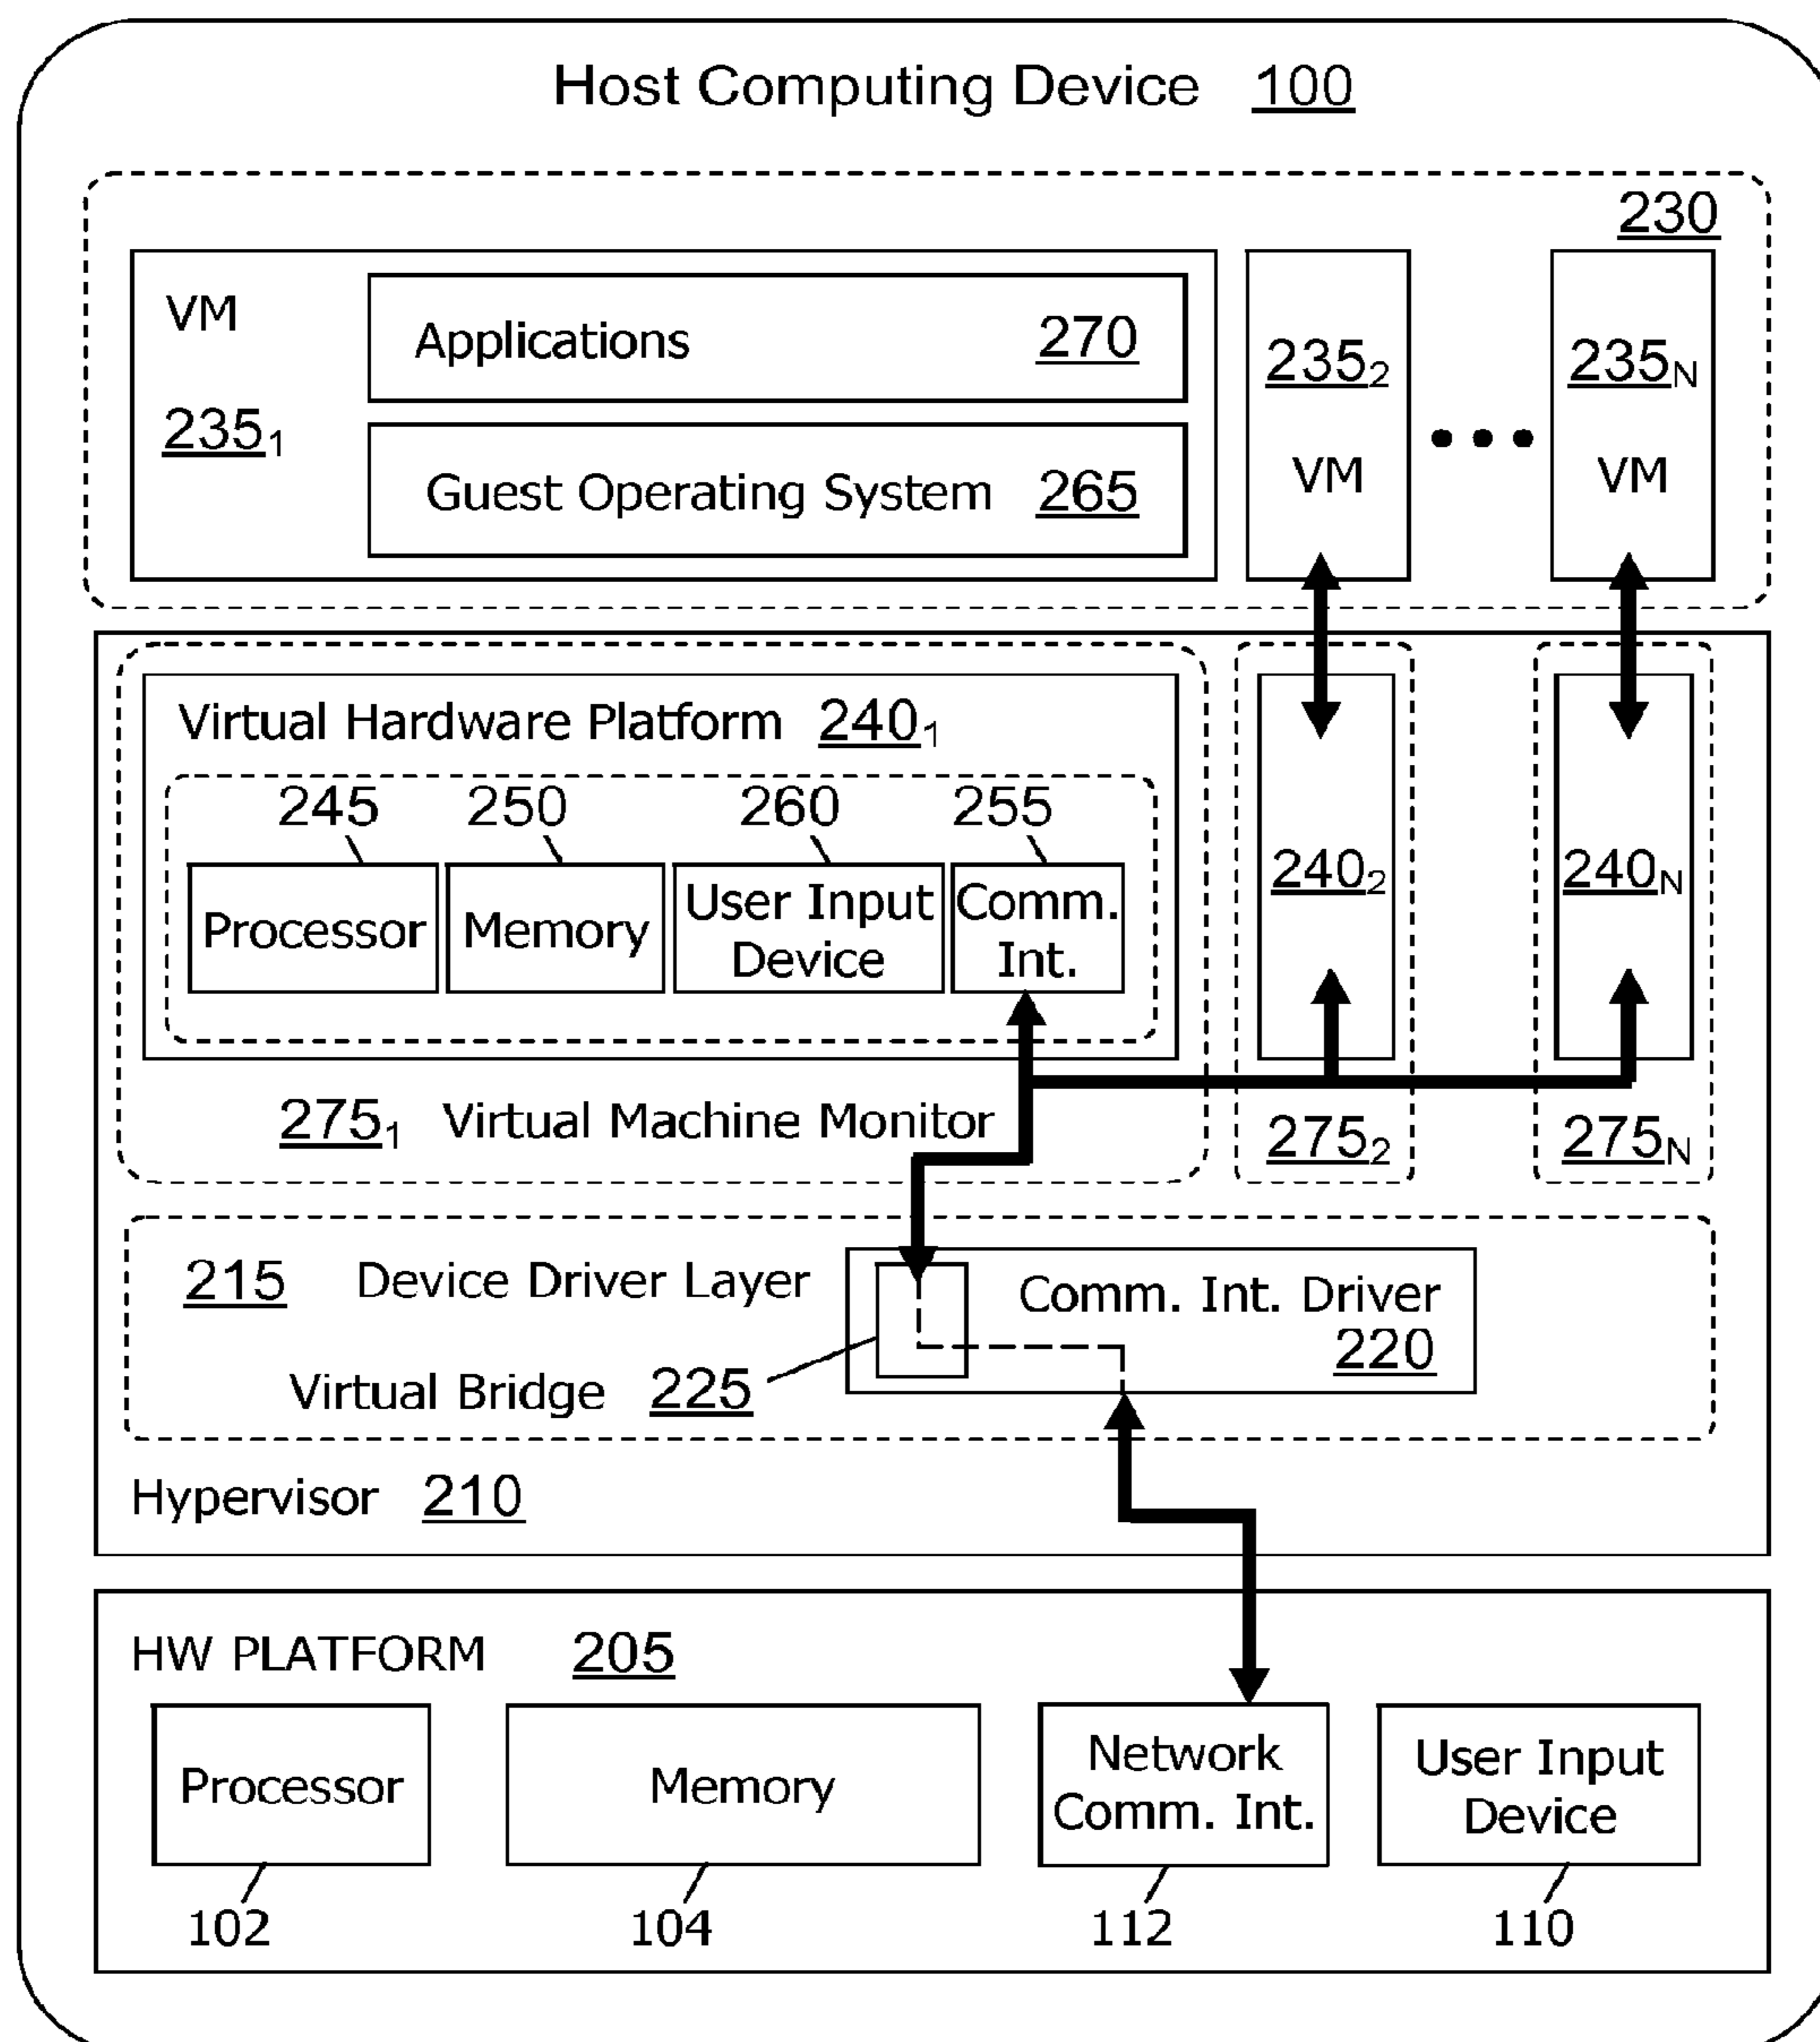 Host Computing Device 100
230
VM
235₁
Applications 270
Guest Operating System 265
235₂
VM
235N
VM
Virtual Hardware Platform 240₁
245 250 260 255
Processor
Memory
User Input
Device
Comm.
Int.
240₂
240N
275₁ Virtual Machine Monitor
275₂
275N
215 Device Driver Layer
Comm. Int. Driver
220
Virtual Bridge 225
Hypervisor 210
HW PLATFORM 205
Processor
Memory
Network
Comm. Int.
User Input
Device
102
104
112
110